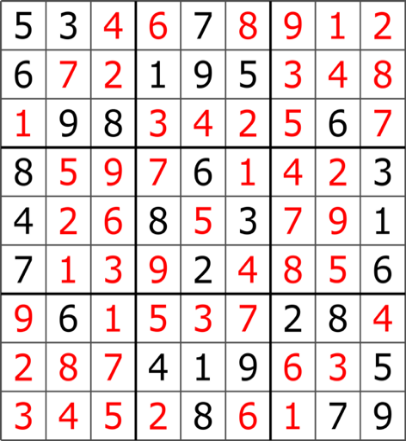 5 3 4 6 7 8 9 1 2
6 7 2 1 9 5 3 4 8
1 9 8 3 4 2 5 6 7
8 5 9 7 6 1 4 2 3
4 2 6 8 5 3 7 9 1
7 1 3 9 2 4 8 5 6
9 6 1 5 3 7 2 8 4
2 8 7 4 1 9 6 3 5
3 4 5 2 8 6 1 7 9